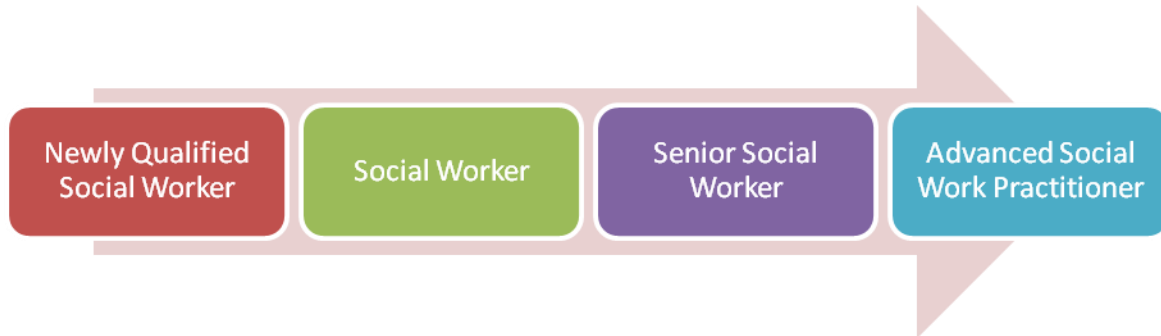 Newly Qualified
Social Worker
Social Worker
Senior Social
Worker
Advanced Social
Work Practitioner